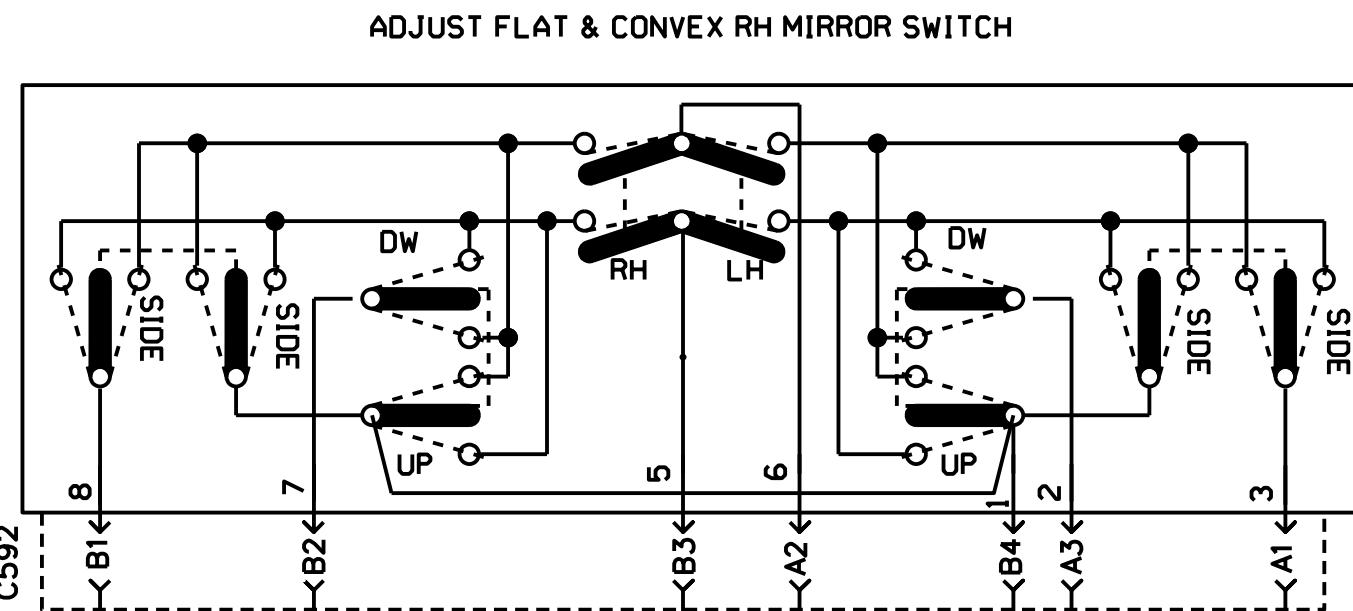 ADJUST FLAT & CONVEX RH MIRROR SWITCH
DW
DW
RH
LH
SIDE
SIDE
SIDE
SIDE
UP
UP
8
7
5
6
1
2
3
C592
B1
B2
B3
A2
B4
A3
A1